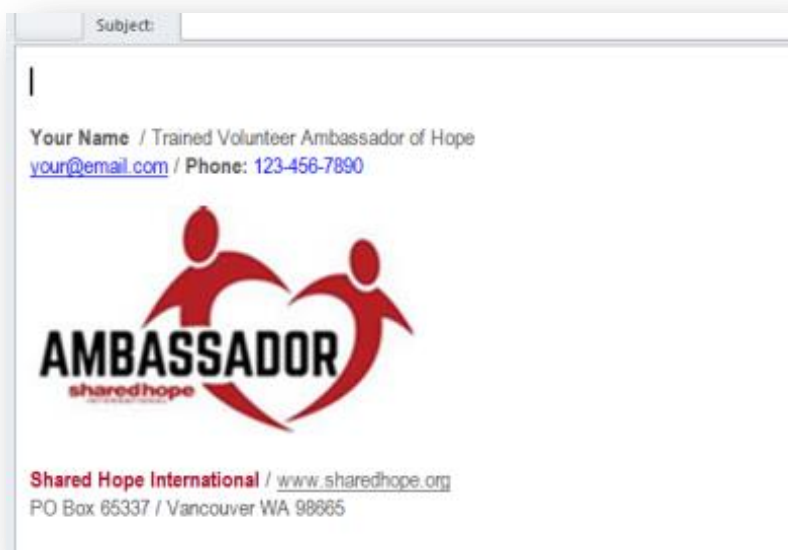 Subject:
Your Name / Trained Volunteer Ambassador of Hope
your@email.com / Phone: 123-456-7890
AMBASSADOR
sharedhope
INTERNATIONAL
Shared Hope International / www.sharedhope.org
PO Box 65337 / Vancouver WA 98665